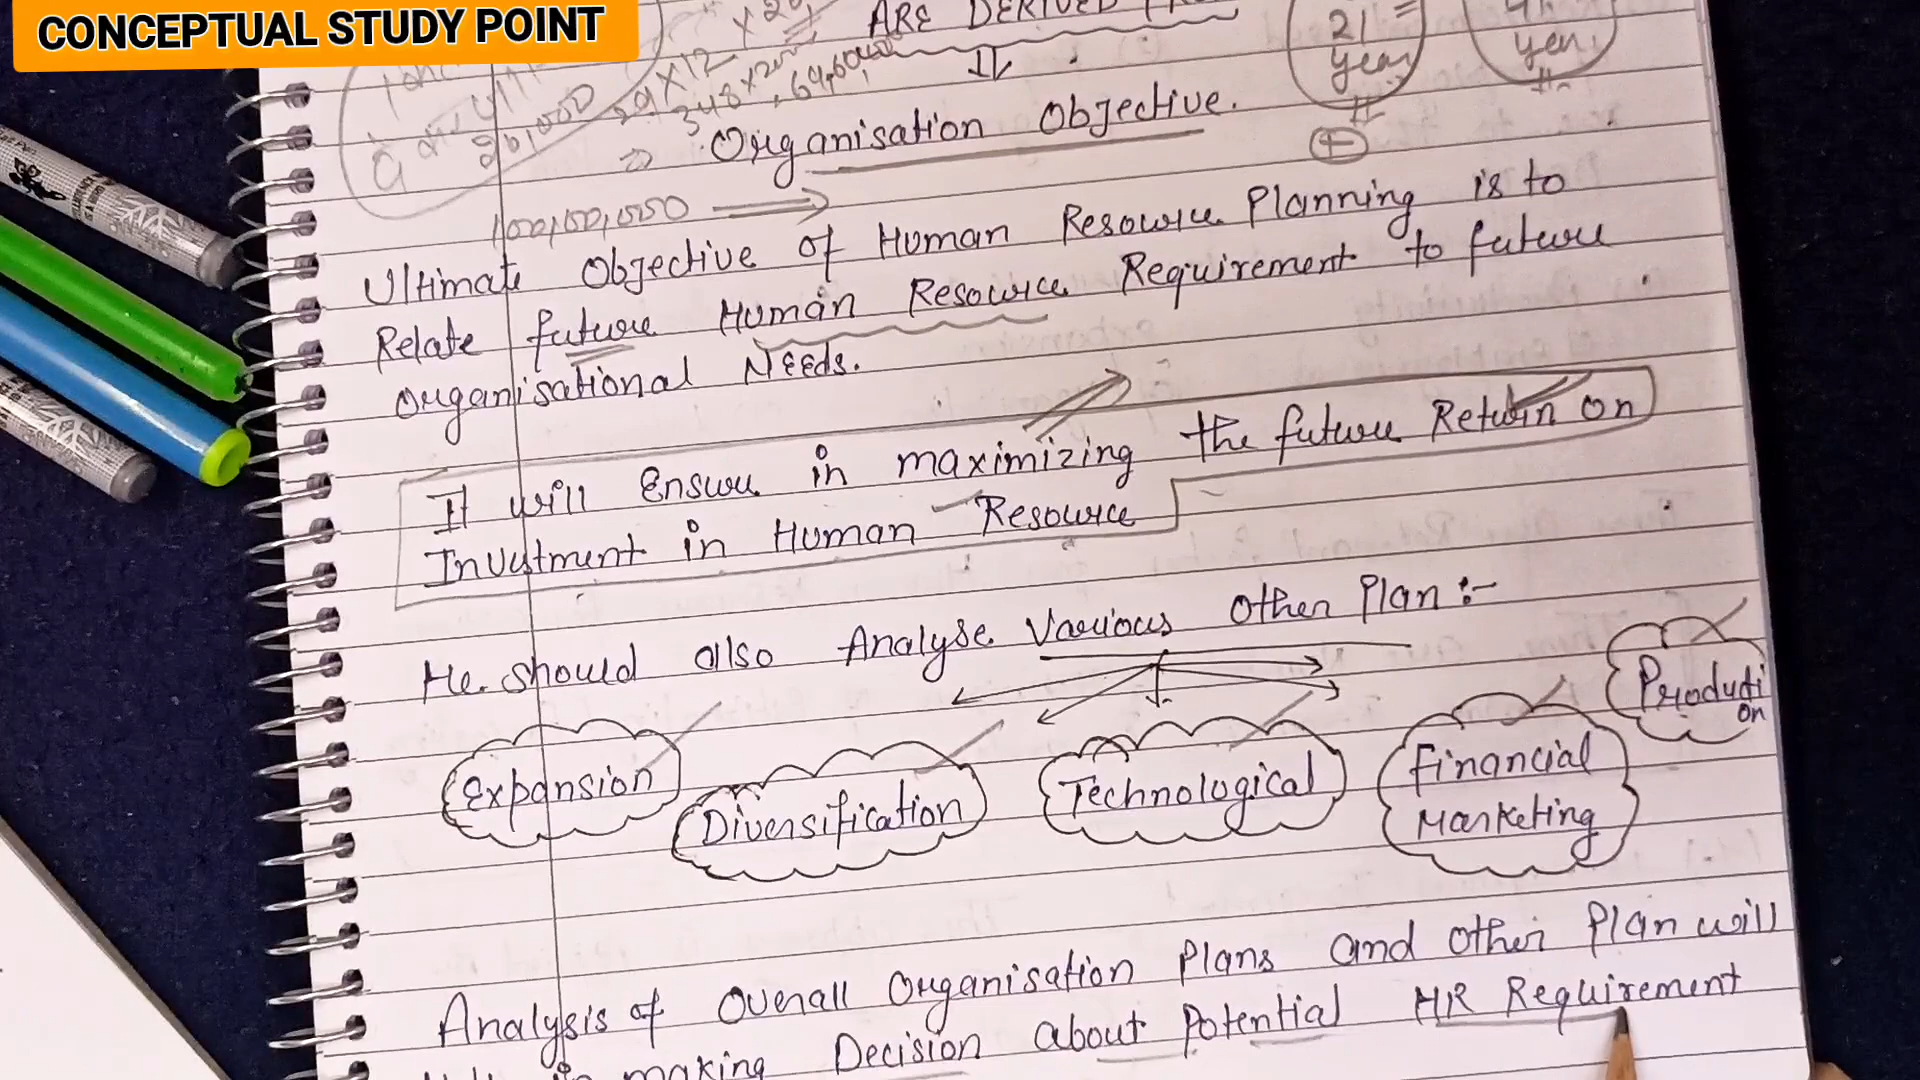 CONCEPTUAL STUDY POINT
ARE DERIVED
21
year
Organisation Objective.
Ultimate Objective of Human Resource Planning is to
Relate future Human Resource Requirement to future
organisational Needs.
It will Ensure in maximizing the future Return on
Investment in Human Resource
He should also Analyse Various Other Plan :-
Expansion
Diversification
Technological
Financial
Marketing
Producti
on
Analysis of Overall Organisation Plans and other Plan will
making Decision about Potential HR Requirement